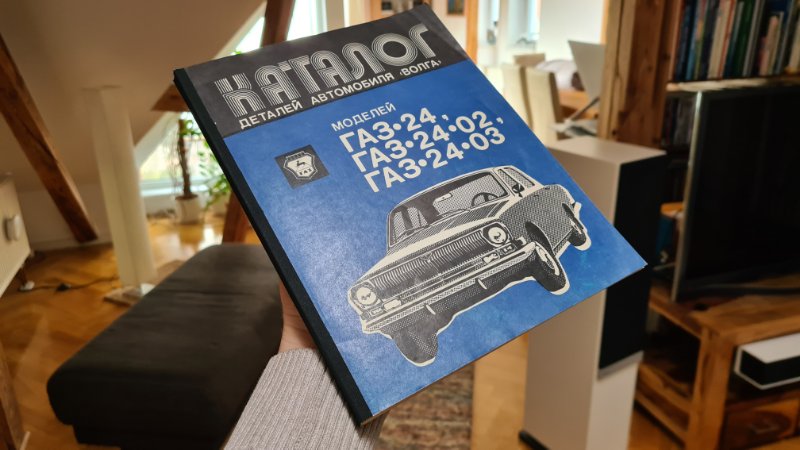 КАТАЛОГ
ДЕТАЛЕЙ АВТОМОБИЛЯ «ВОЛГА»
МОДЕЛЕЙ
ГАЗ•24,
ГАЗ•24•02,
ГАЗ•24•03